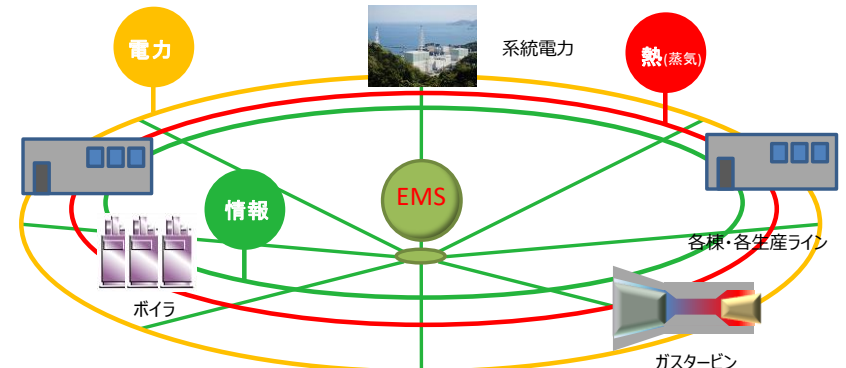 電力
系統電力
熱(蒸気)
情報
EMS
各棟・各生産ライン
ボイラ
ガスタービン